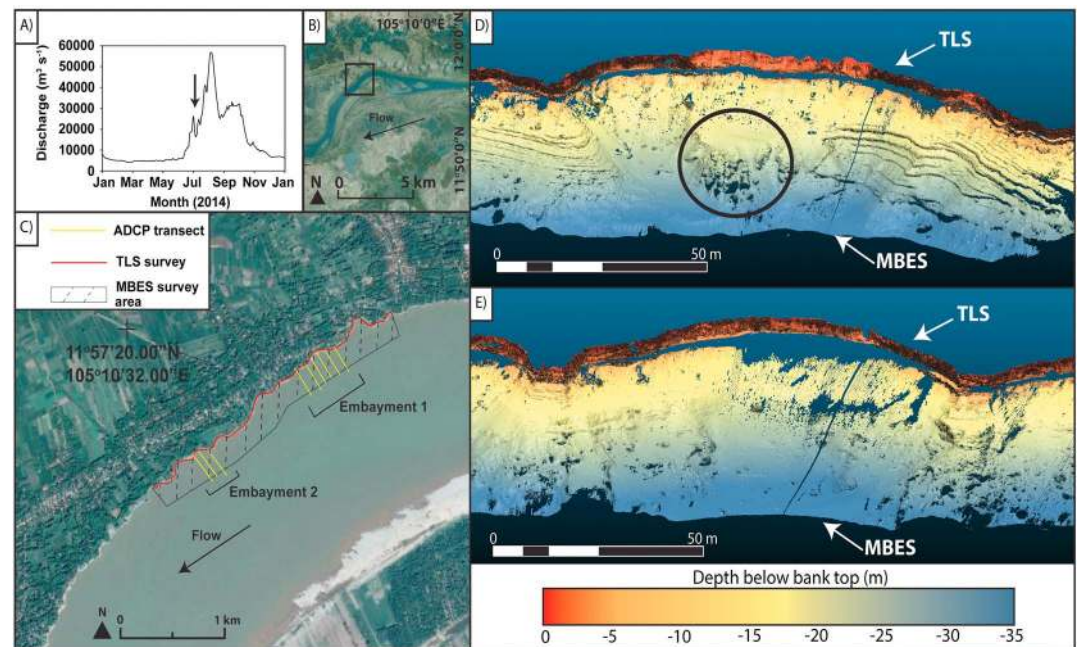 A)
60000
50000
40000
30000
20000
10000
0
Discharge (m³ s⁻¹)
Jan Mar May Jul Sep Nov Jan
Month (2014)
B)
105°10'0"E
12°0'0"N
11°50'0"N
Flow
N 0 5 km
C)
ADCP transect
TLS survey
MBES survey
area
11°57'20.00"N
105°10'32.00"E
Embayment 1
Embayment 2
Flow
N
0 1 km
D)
TLS
MBES
0 50 m
E)
TLS
MBES
0 50 m
Depth below bank top (m)
0 -5 -10 -15 -20 -25 -30 -35